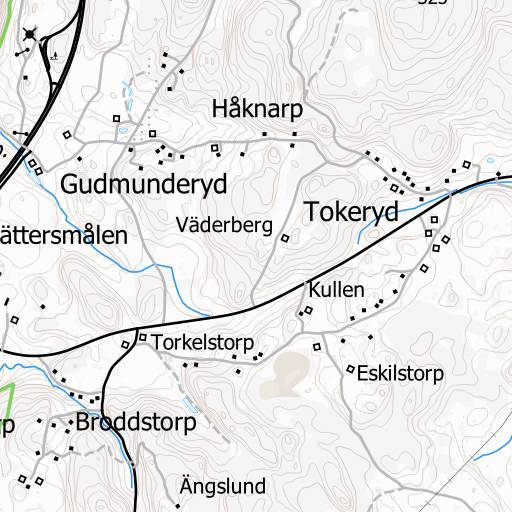 Håknarp
Gudmunderyd
Tokeryd
Väderberg
ättersmålen
Kullen
Torkelstorp
Eskilstorp
Broddstorp
Ängslund